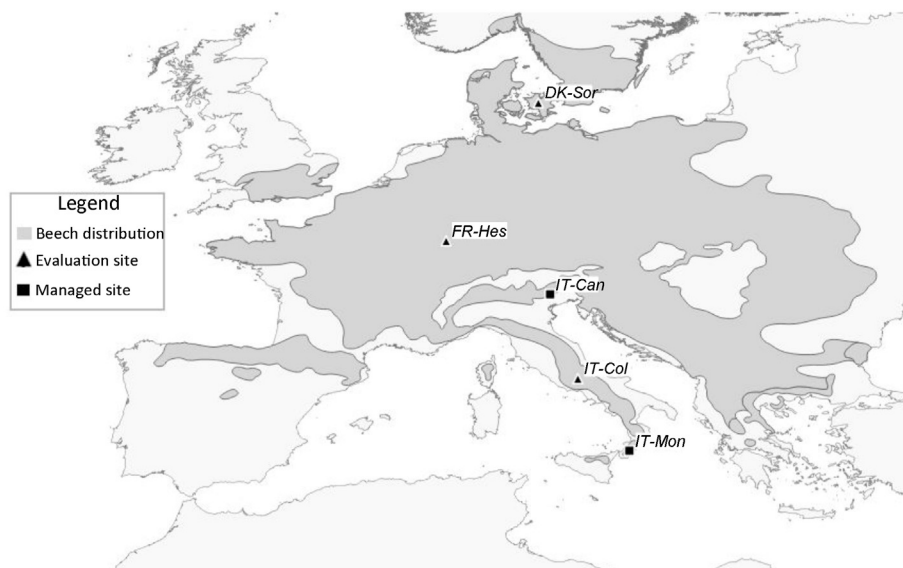 DK-Sor
FR-Hes
Legend
Beech distribution
Evaluation site
Managed site
IT-Can
IT-Col
IT-Mon